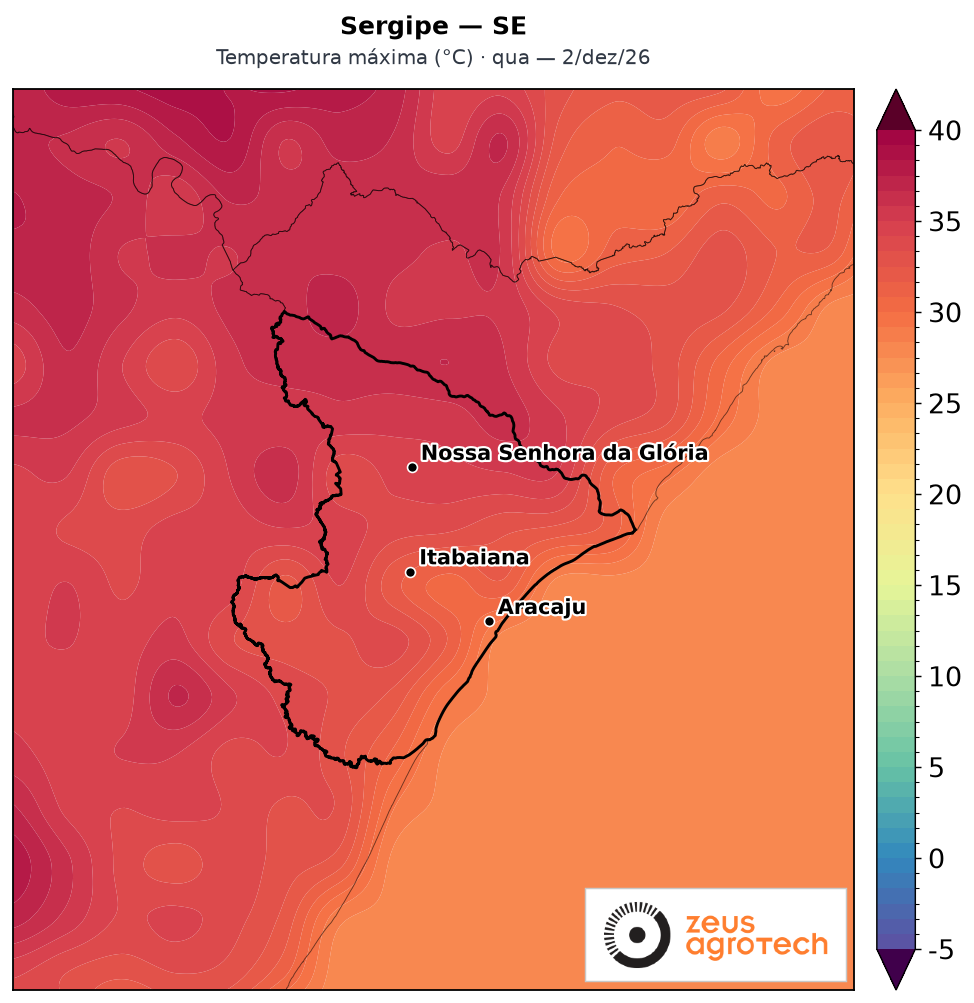 Sergipe — SE
Temperatura máxima (°C) · qua — 2/dez/26
40
35
30
25
20
15
10
5
0
-5
Nossa Senhora da Glória
Itabaiana
Aracaju
zeus
agrotech